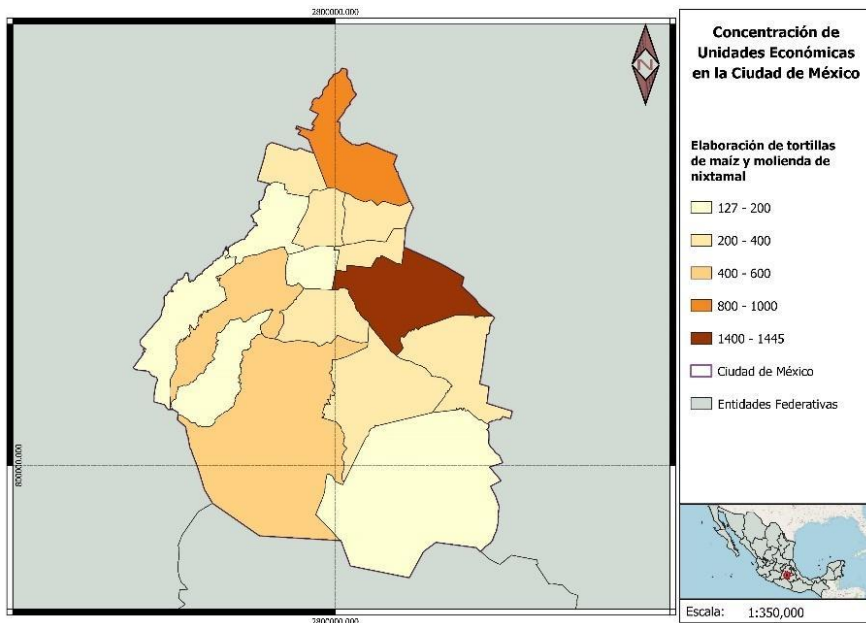 2800000.000
800000.000
2800000.000
N
Concentración de
Unidades Económicas
en la Ciudad de México
Elaboración de tortillas
de maíz y molienda de
nixtamal
127 - 200
200 - 400
400 - 600
800 - 1000
1400 - 1445
Ciudad de México
Entidades Federativas
Escala: 1:350,000